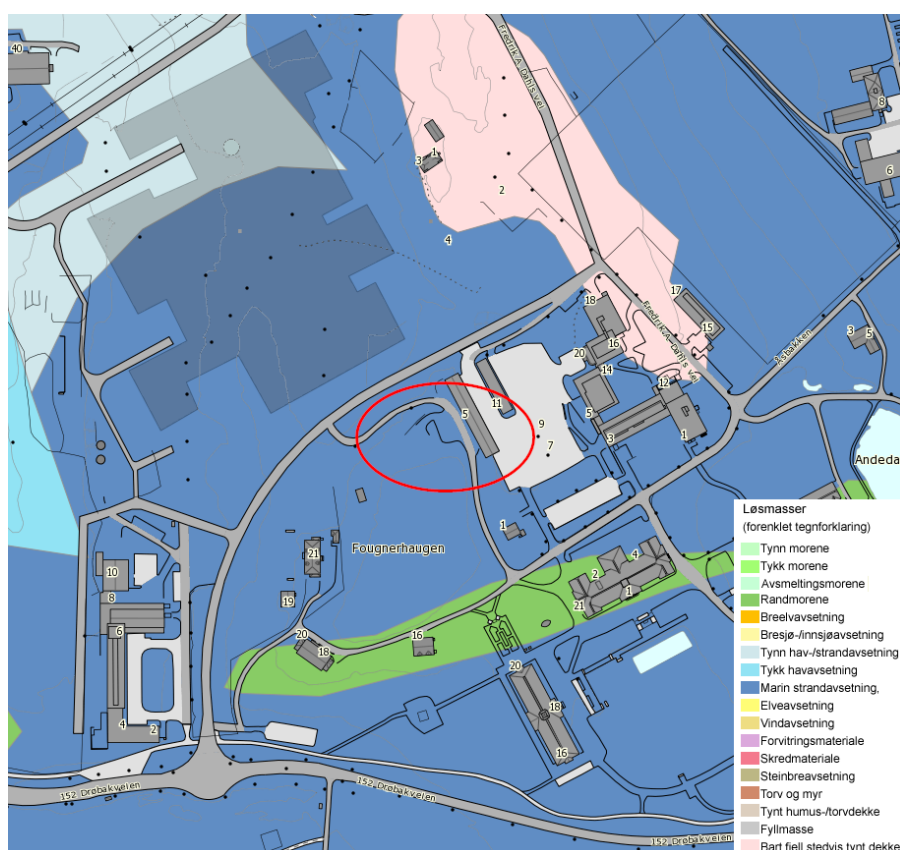 40
Fredrik A. Dahls vei
8
6
3
1
2
4
17
18
Fredrik A. Dahls vei
15
16
20
14
12
Åsbakken
3
5
5
11
5
9
7
3
1
Andeda
1
Fougnerhaugen
21
19
10
8
6
4
2
20
18
16
4
2
21
1
20
18
16
152 Drøbakveien
152 Drøbakveien
152 Drøbakveien
Løsmasser
(forenklet tegnforklaring)
Tynn morene
Tykk morene
Avsmeltingsmorene
Randmorene
Breelvavsetning
Bresjø-/innsjøavsetning
Tynn hav-/strandavsetning
Tykk havavsetning
Marin strandavsetning,
Elveavsetning
Vindavsetning
Forvitringsmateriale
Skredmateriale
Steinbreavsetning
Torv og myr
Tynt humus-/torvdekke
Fyllmasse
Bart fjell stedvis tynt dekke